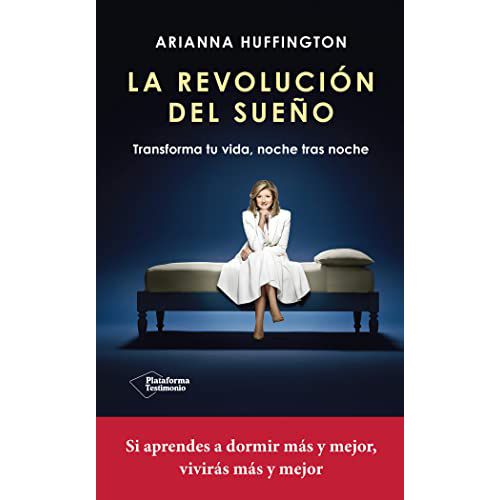 ARIANNA HUFFINGTON
LA REVOLUCIÓN
DEL SUEÑO
Transforma tu vida, noche tras noche
Plataforma
Testimonio
Si aprendes a dormir más y mejor,
vivirás más y mejor